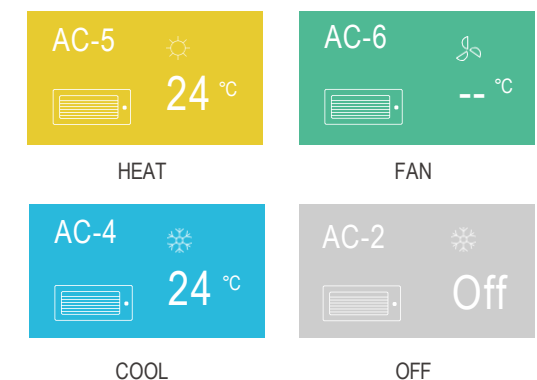 AC-5
24 °C
HEAT
AC-6
-- °C
FAN
AC-4
24 °C
COOL
AC-2
Off
OFF